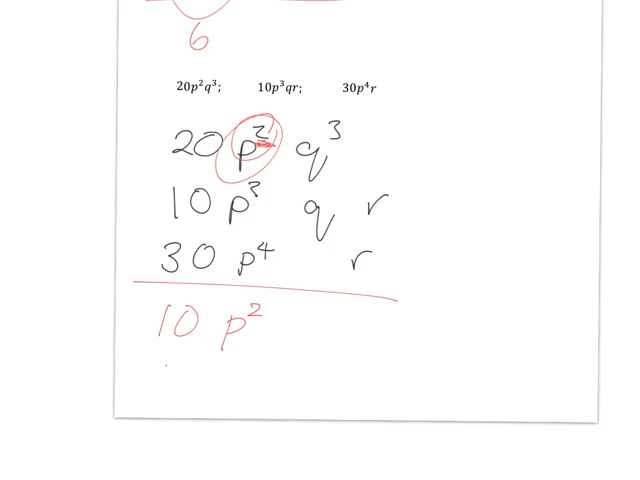 6
20p²q³; 10p³qr; 30p⁴r
20 p² q³
10 p³ q r
30 p⁴ r
10 p²